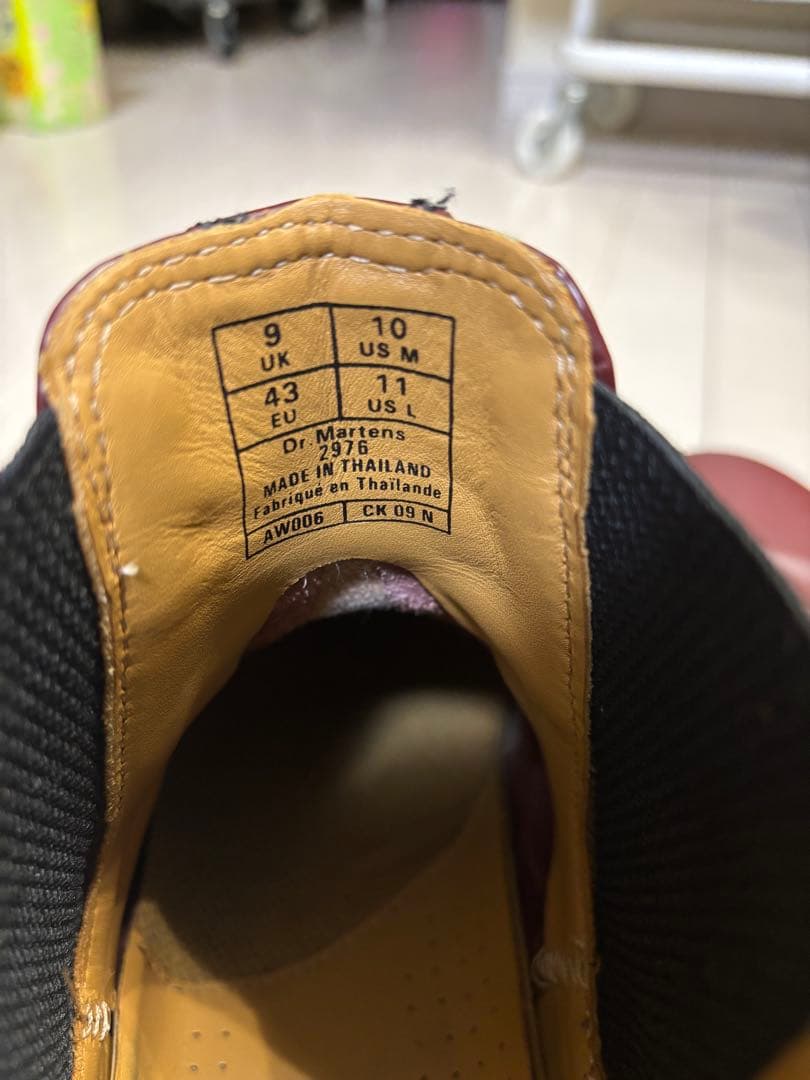 9 10
UK US M
43 11
EU US L
Dr. Martens
2976
MADE IN THAILAND
Fabriqué en Thaïlande
AW006 CK 09 N